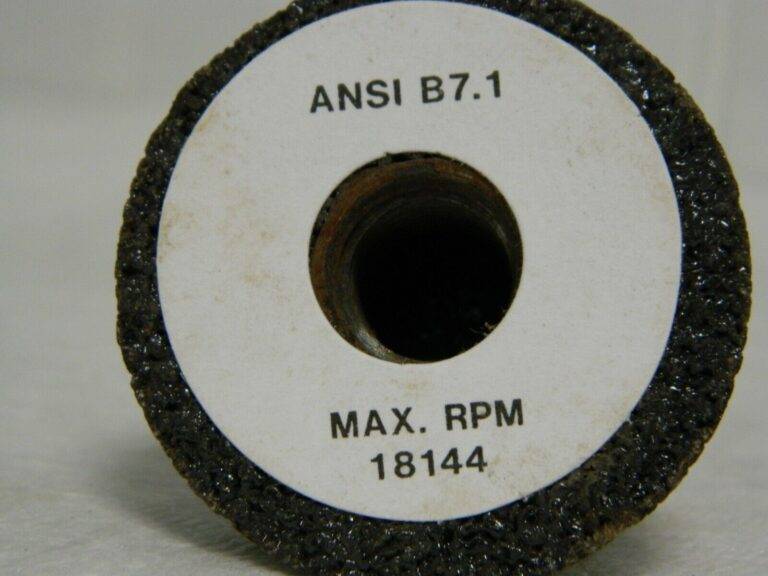 ANSI B7.1
MAX. RPM
18144